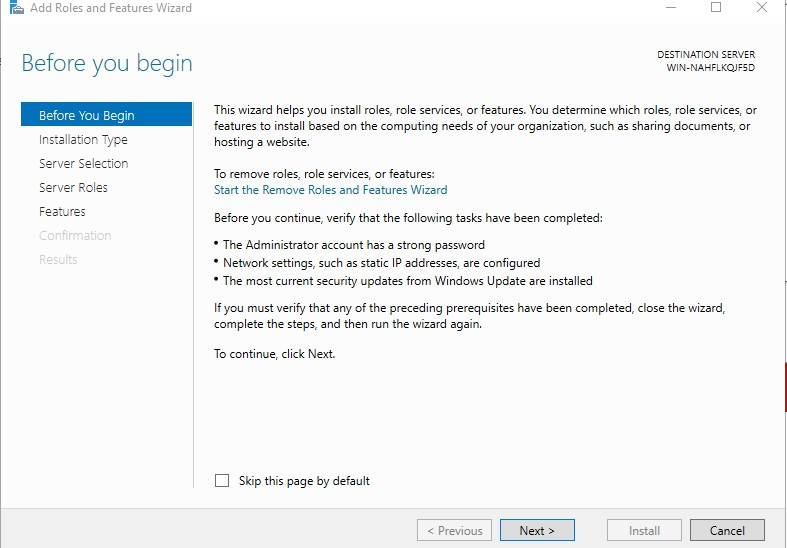 Add Roles and Features Wizard
Before you begin
DESTINATION SERVER
WIN-NAHFLKQJF5D
Before You Begin
Installation Type
Server Selection
Server Roles
Features
Confirmation
Results
This wizard helps you install roles, role services, or features. You determine which roles, role services, or
features to install based on the computing needs of your organization, such as sharing documents, or
hosting a website.
To remove roles, role services, or features:
Start the Remove Roles and Features Wizard
Before you continue, verify that the following tasks have been completed:
• The Administrator account has a strong password
• Network settings, such as static IP addresses, are configured
• The most current security updates from Windows Update are installed
If you must verify that any of the preceding prerequisites have been completed, close the wizard,
complete the steps, and then run the wizard again.
To continue, click Next.
Skip this page by default
< Previous
Next >
Install
Cancel